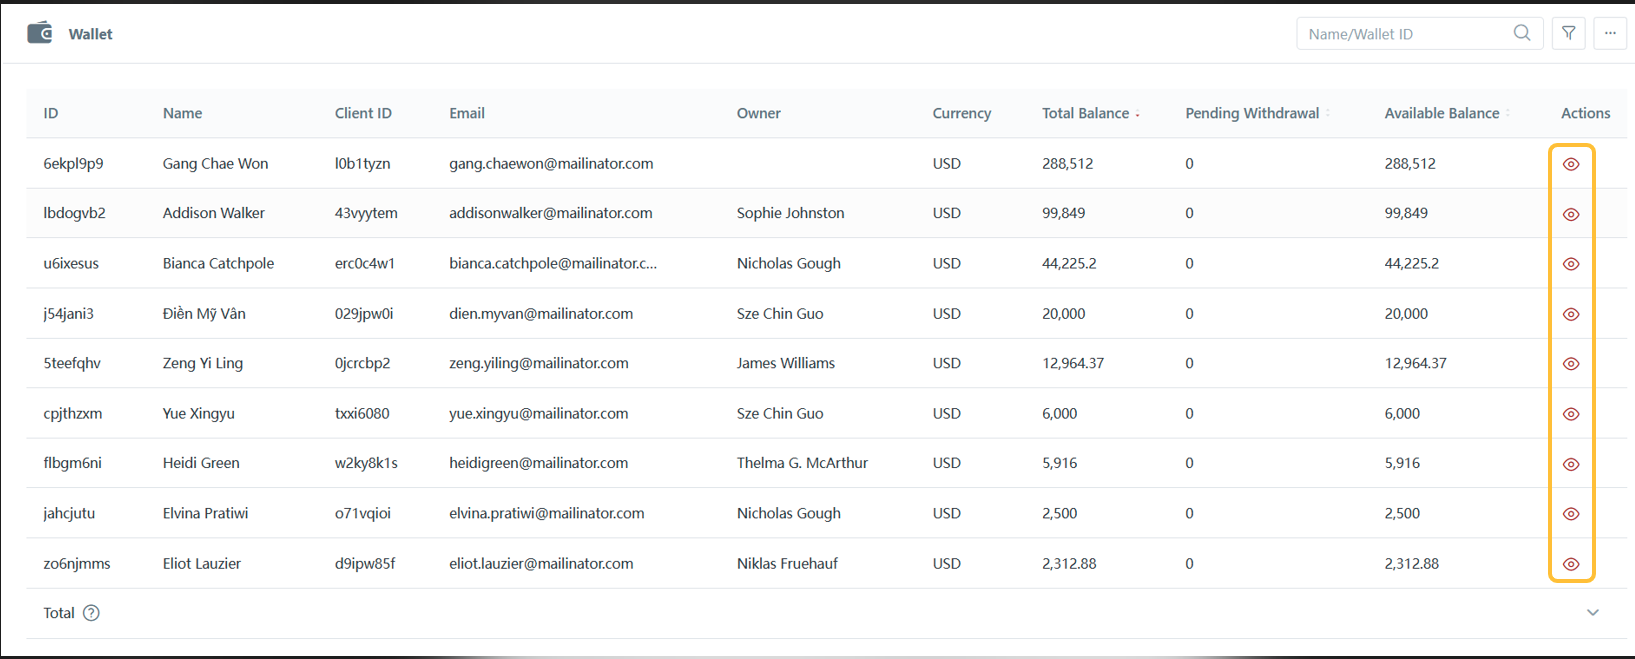 Wallet
Name/Wallet ID
ID Name Client ID Email Owner Currency Total Balance Pending Withdrawal Available Balance Actions
6ekpl9p9 Gang Chae Won l0b1tyzn gang.chaewon@mailinator.com USD 288,512 0 288,512
lbdogvb2 Addison Walker 43vyytem addisonwalker@mailinator.com Sophie Johnston USD 99,849 0 99,849
u6ixesus Bianca Catchpole erc0c4w1 bianca.catchpole@mailinator.c... Nicholas Gough USD 44,225.2 0 44,225.2
j54jani3 Điền Mỹ Vân 029jpw0i dien.myvan@mailinator.com Sze Chin Guo USD 20,000 0 20,000
5teefqhv Zeng Yi Ling 0jcrcbp2 zeng.yiling@mailinator.com James Williams USD 12,964.37 0 12,964.37
cpjthzxm Yue Xingyu txxi6080 yue.xingyu@mailinator.com Sze Chin Guo USD 6,000 0 6,000
flbgm6ni Heidi Green w2ky8k1s heidigreen@mailinator.com Thelma G. McArthur USD 5,916 0 5,916
jahcjutu Elvina Pratiwi o71vqioi elvina.pratiwi@mailinator.com Nicholas Gough USD 2,500 0 2,500
zo6njmms Eliot Lauzier d9ipw85f eliot.lauzier@mailinator.com Niklas Fruehauf USD 2,312.88 0 2,312.88
Total ?